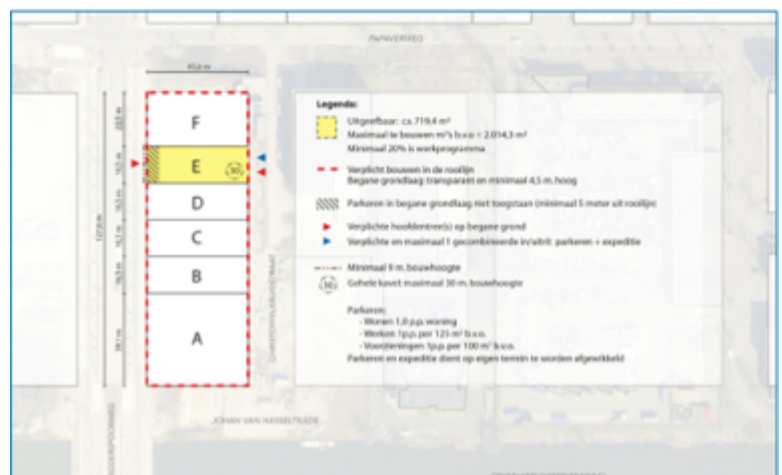 PAPAVERWEG
F
E
30
D
C
B
A
CHRISTOFFELKRUISSTRAAT
JOHAN VAN HASSELTKADE
Legenda:
Uitgeefbaar: ca. 719,4 m²
Maximaal te bouwen m²'s b.v.o = 2.014,3 m²
Minimaal 20% is werkprogramma
Verplicht bouwen in de rooilijn
Begane grondlaag: transparant en minimaal 4,5 m. hoog
Parkeren in begane grondlaag niet toegestaan (minimaal 5 meter uit rooilijn)
Verplichte hoofdentree(s) op begane grond
Verplichte en maximaal 1 gecombineerde in/uitrit parkeren + expeditie
Minimaal 9 m. bouwhoogte
30
Gehele kavel: maximaal 30 m. bouwhoogte
Parkeren:
- Wonen 1,0 p.p. woning
- Werken 1p.p. per 125 m² b.v.o.
- Voorzieningen 1p.p. per 100 m² b.v.o.
Parkeren en expeditie dient op eigen terrein te worden afgewikkeld